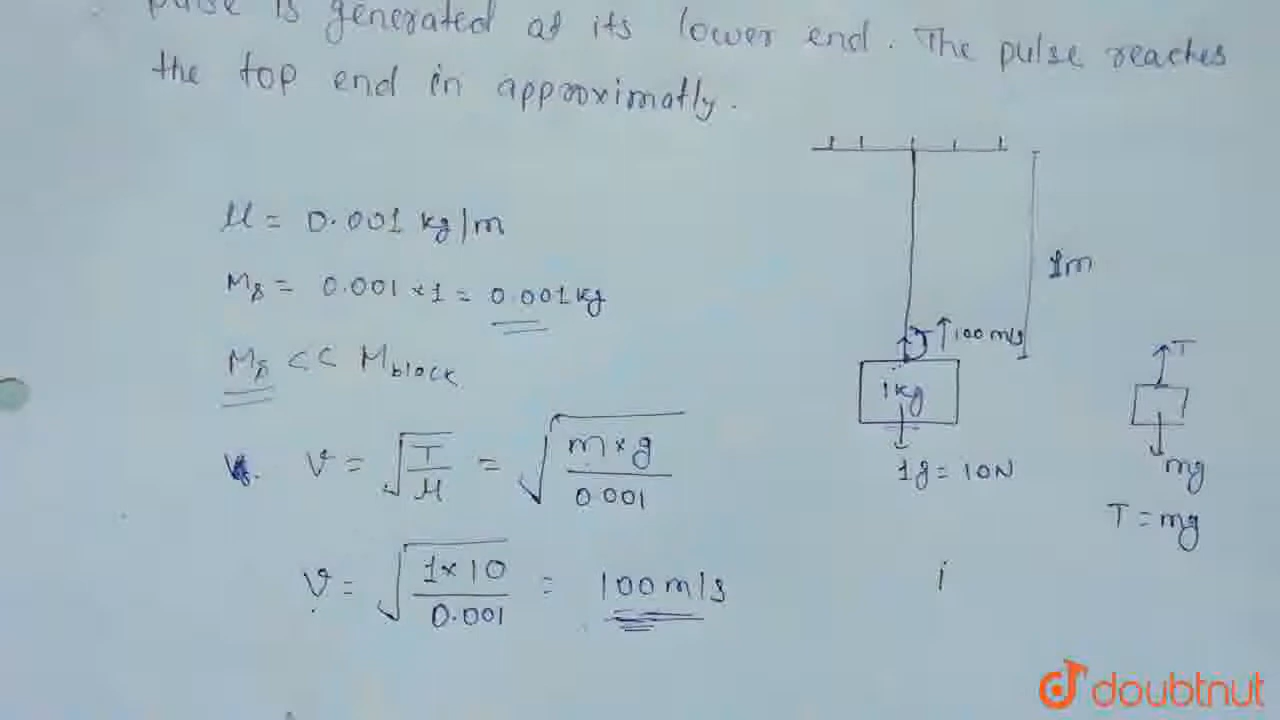 pulse is generated at its lower end. The pulse reaches
the top end in approximatly.
μ = 0.001 kg/m
Ms = 0.001 × 1 = 0.001 kg
Ms << Mblock
v = √(T/μ) = √(m×g/0.001)
v = √(1×10/0.001) = 100 m/s
1m
↑100 m/s
1kg
1g = 10N
T
mg
T = mg
i
doubtnut